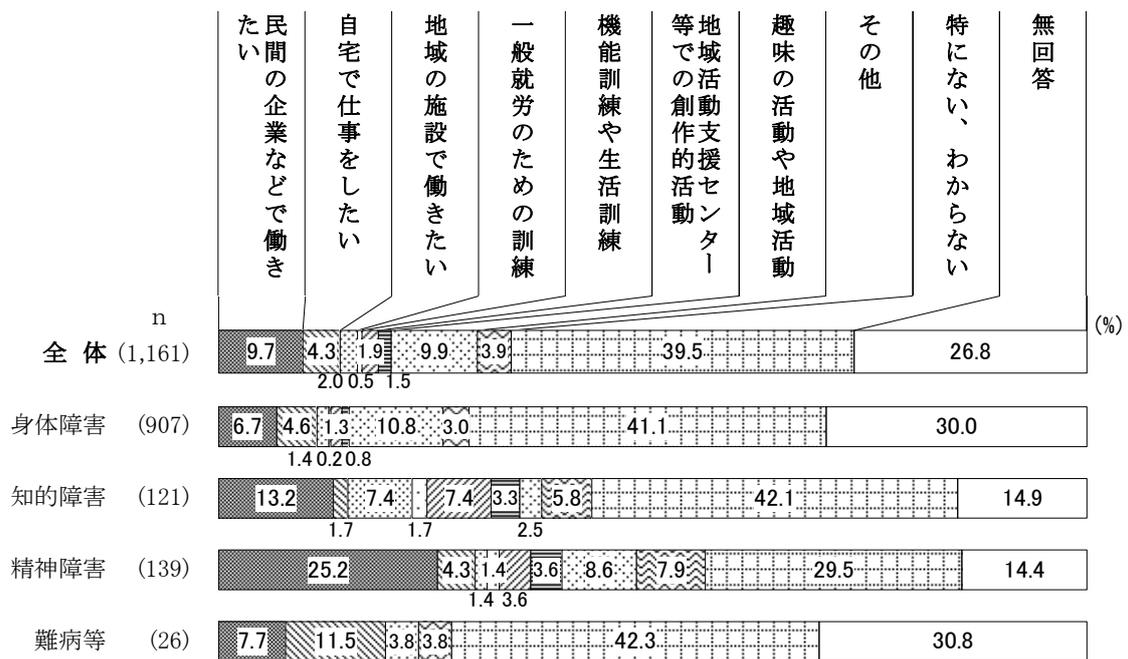 民間の企業などで働き
たい
自宅で仕事をしたい
地域の施設で働きたい
一般就労のための訓練
機能訓練や生活訓練
地域活動支援センター
等での創作的活動
趣味の活動や地域活動
その他
特にない、わからない
無回答
n
(%)
全 体 (1,161) 9.7 4.3 1.9 9.9 3.9 39.5 26.8
2.0 0.5 1.5
身体障害 (907) 6.7 4.6 1.3 10.8 3.0 41.1 30.0
1.4 0.2 0.8
知的障害 (121) 13.2 7.4 7.4 3.3 5.8 42.1 14.9
1.7 1.7 2.5
精神障害 (139) 25.2 4.3 1.4 3.6 8.6 7.9 29.5 14.4
1.4 3.6
難病等 (26) 7.7 11.5 3.8 3.8 42.3 30.8